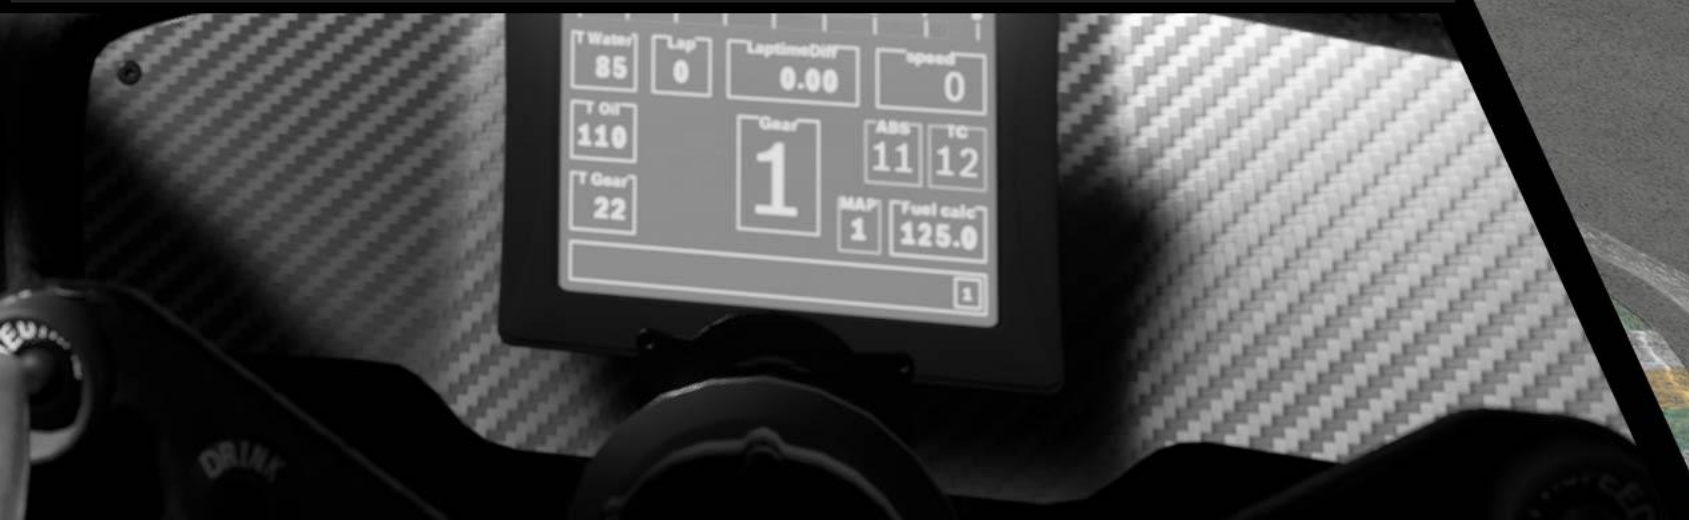 T Water
85
Lap
0
LaptimeDiff
0.00
speed
0
T Oil
110
Gear
1
ABS
11
TC
12
T Gear
22
MAP
1
Fuel calc
125.0
1
DRINK